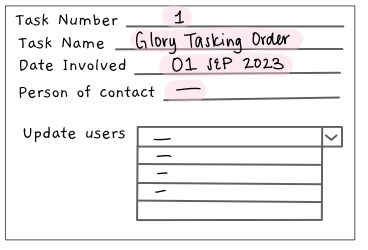 Task Number 1
Task Name Glory Tasking Order
Date Involved 01 SEP 2023
Person of contact —
Update users —
—
-
-